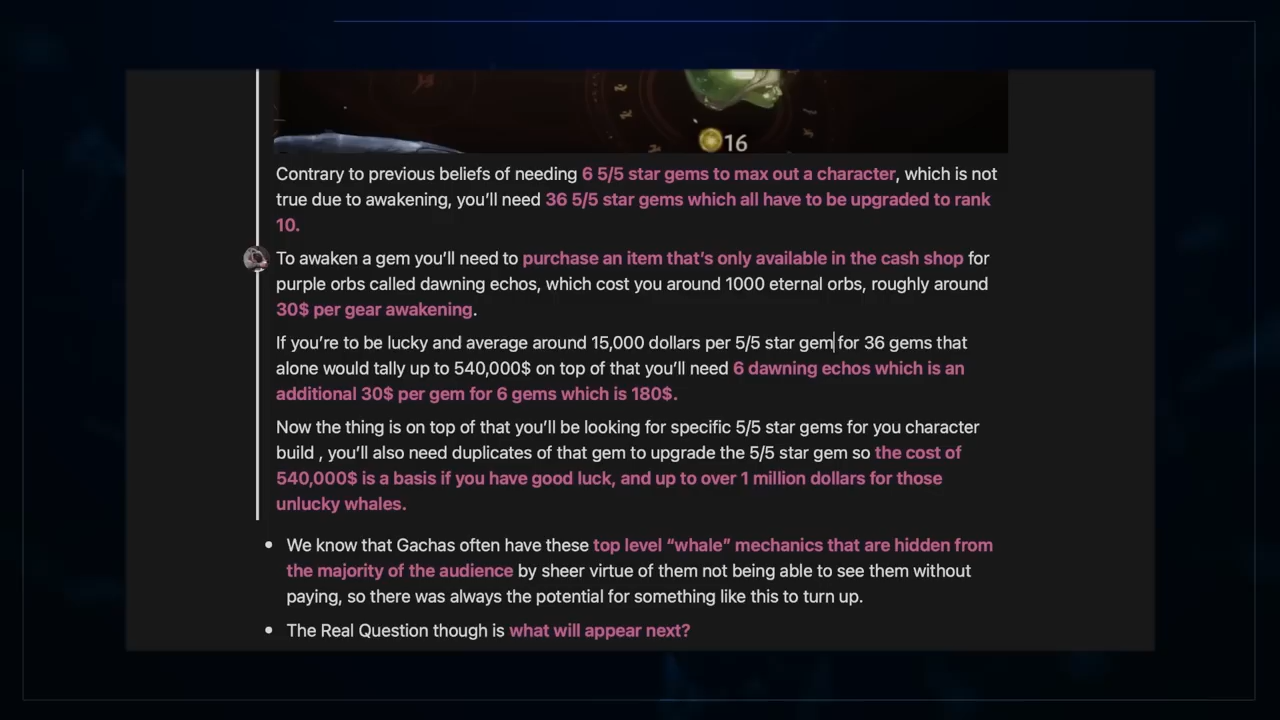 16
Contrary to previous beliefs of needing 6 5/5 star gems to max out a character, which is not
true due to awakening, you’ll need 36 5/5 star gems which all have to be upgraded to rank
10.
To awaken a gem you’ll need to purchase an item that’s only available in the cash shop for
purple orbs called dawning echos, which cost you around 1000 eternal orbs, roughly around
30$ per gear awakening.
If you’re to be lucky and average around 15,000 dollars per 5/5 star gem for 36 gems that
alone would tally up to 540,000$ on top of that you’ll need 6 dawning echos which is an
additional 30$ per gem for 6 gems which is 180$.
Now the thing is on top of that you’ll be looking for specific 5/5 star gems for you character
build , you’ll also need duplicates of that gem to upgrade the 5/5 star gem so the cost of
540,000$ is a basis if you have good luck, and up to over 1 million dollars for those
unlucky whales.
• We know that Gachas often have these top level “whale” mechanics that are hidden from
the majority of the audience by sheer virtue of them not being able to see them without
paying, so there was always the potential for something like this to turn up.
• The Real Question though is what will appear next?